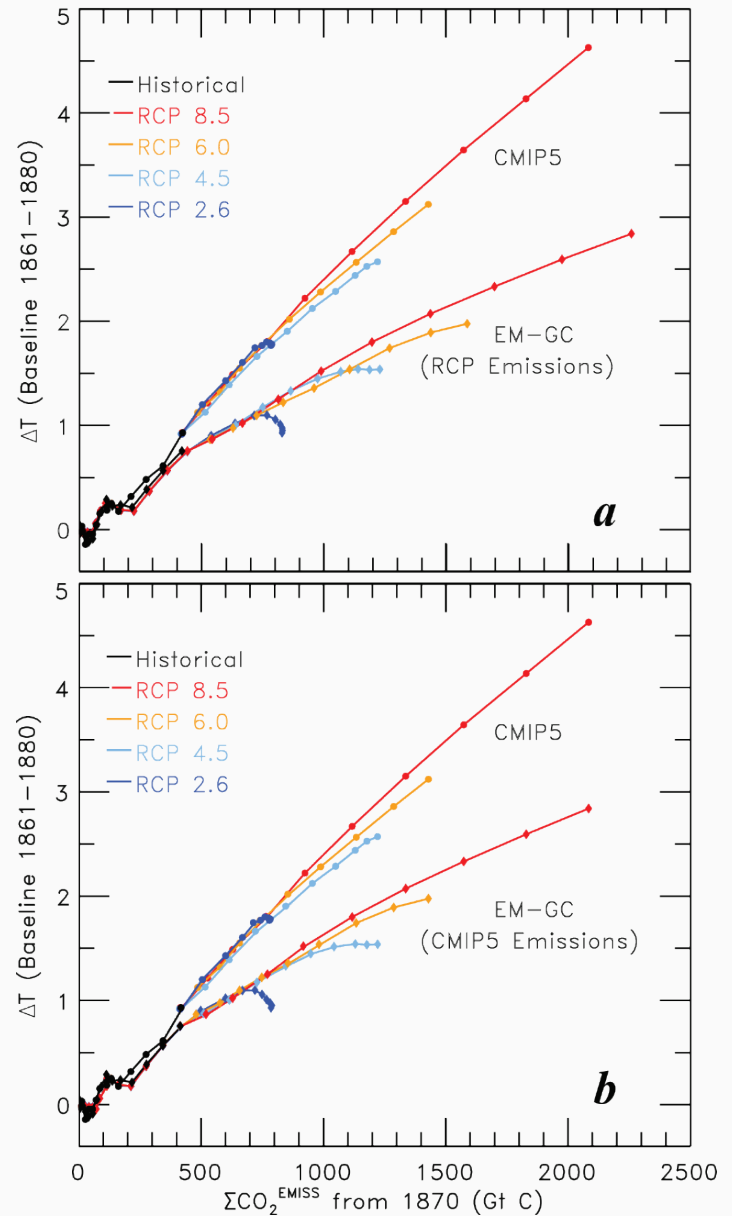 5
4
3
2
1
0
ΔT (Baseline 1861−1880)
Historical
RCP 8.5
RCP 6.0
RCP 4.5
RCP 2.6
CMIP5
EM−GC
(RCP Emissions)
a
5
4
3
2
1
0
ΔT (Baseline 1861−1880)
Historical
RCP 8.5
RCP 6.0
RCP 4.5
RCP 2.6
CMIP5
EM−GC
(CMIP5 Emissions)
b
0 500 1000 1500 2000 2500
ΣCO₂ᴱᴹᴵˢˢ from 1870 (Gt C)